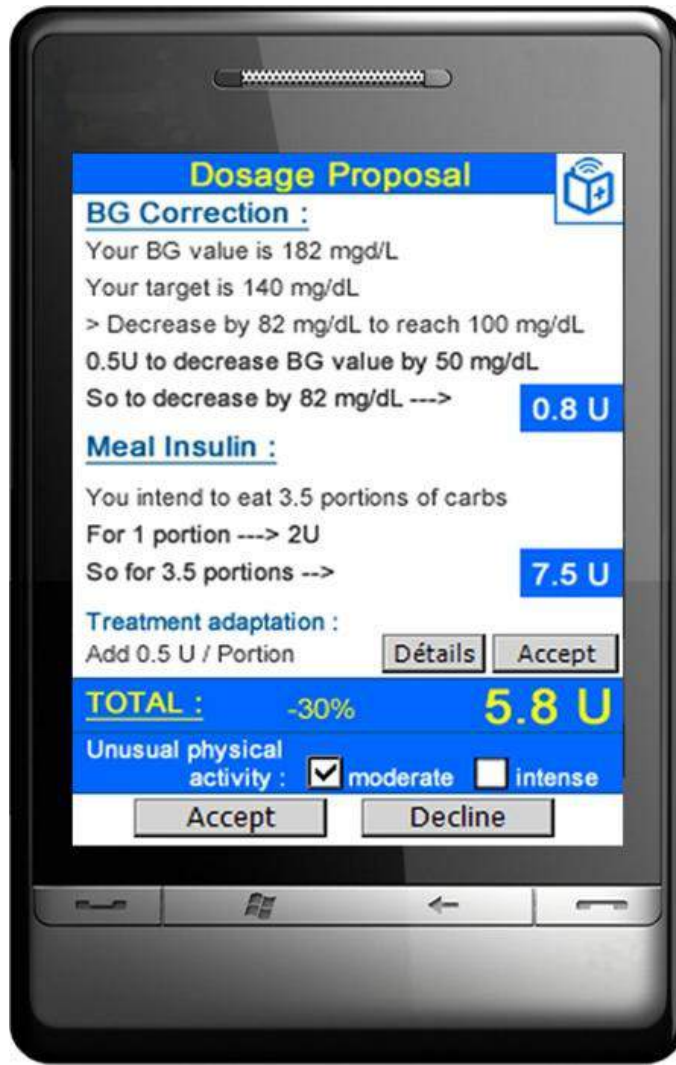 Dosage Proposal
BG Correction :
Your BG value is 182 mgd/L
Your target is 140 mg/dL
> Decrease by 82 mg/dL to reach 100 mg/dL
0.5U to decrease BG value by 50 mg/dL
So to decrease by 82 mg/dL --->
0.8 U
Meal Insulin :
You intend to eat 3.5 portions of carbs
For 1 portion ---> 2U
So for 3.5 portions -->
7.5 U
Treatment adaptation :
Add 0.5 U / Portion
Détails
Accept
TOTAL :
-30%
5.8 U
Unusual physical
activity :
moderate
intense
Accept
Decline